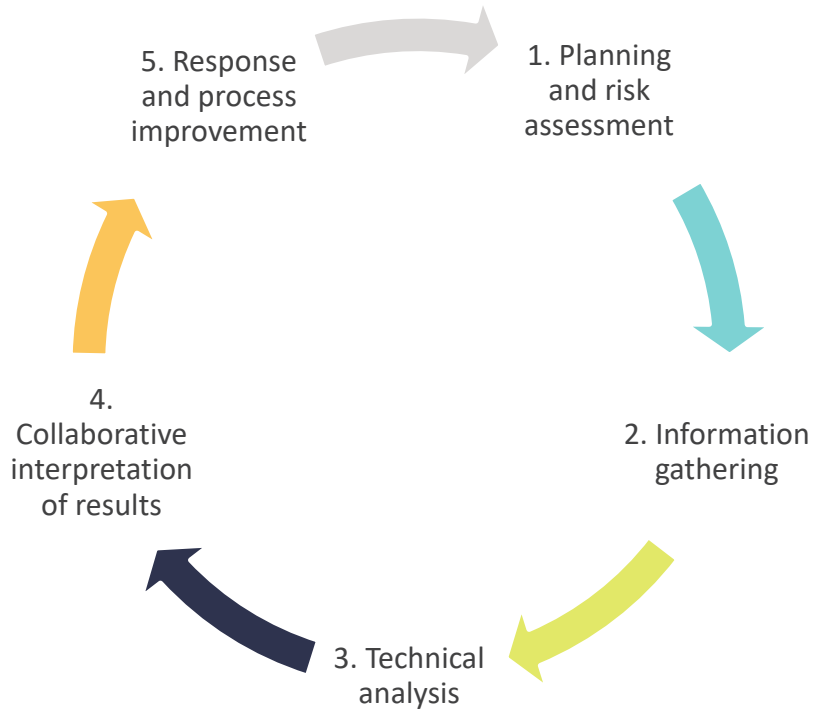 1. Planning
and risk
assessment
2. Information
gathering
3. Technical
analysis
4.
Collaborative
interpretation
of results
5. Response
and process
improvement